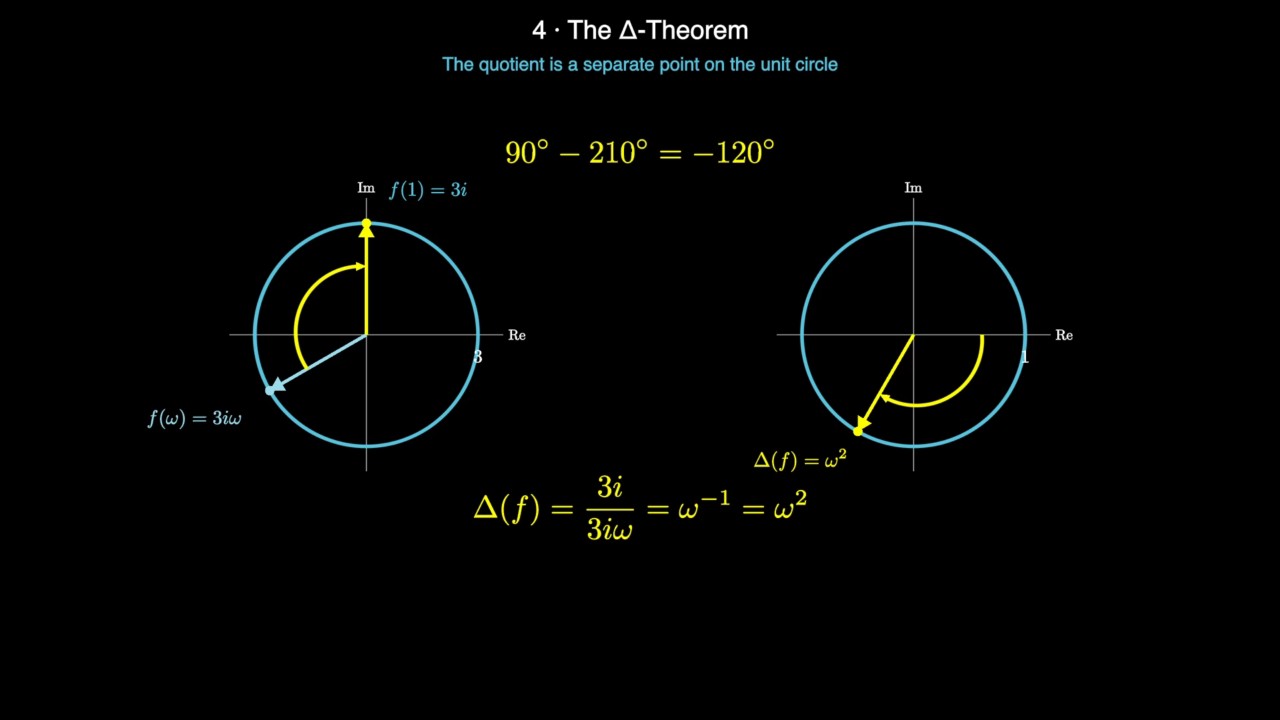 4 · The Δ-Theorem
The quotient is a separate point on the unit circle
90° − 210° = −120°
Im
f(1) = 3i
Re
3
f(ω) = 3iω
Im
Re
1
Δ(f) = ω²
Δ(f) = 3i/3iω = ω⁻¹ = ω²